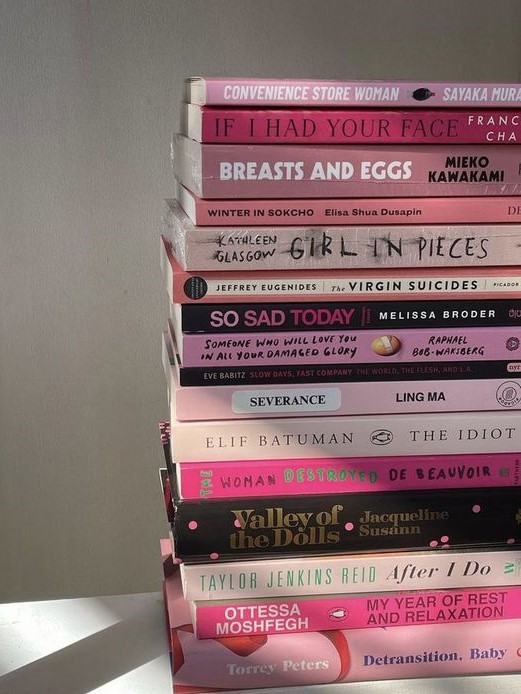 CONVENIENCE STORE WOMAN SAYAKA MURA
IF I HAD YOUR FACE FRANC
CHA
BREASTS AND EGGS MIEKO
KAWAKAMI
WINTER IN SOKCHO Elisa Shua Dusapin
KATHLEEN
GLASGOW GIRL IN PIECES
JEFFREY EUGENIDES The VIRGIN SUICIDES PICADOR
SO SAD TODAY MELISSA BRODER
SOMEONE WHO WILL LOVE YOU
IN ALL YOUR DAMAGED GLORY RAPHAEL
BOB-WAKSBERG
EVE BABITZ SLOW DAYS, FAST COMPANY THE WORLD, THE FLESH, AND L.A. nyr
SEVERANCE LING MA
ELIF BATUMAN THE IDIOT
THE WOMAN DESTROYED DE BEAUVOIR
Valley of
the Dolls Jacqueline
Susann
TAYLOR JENKINS REID After I Do
OTTESSA
MOSHFEGH MY YEAR OF REST
AND RELAXATION
Torrey Peters Detransition, Baby